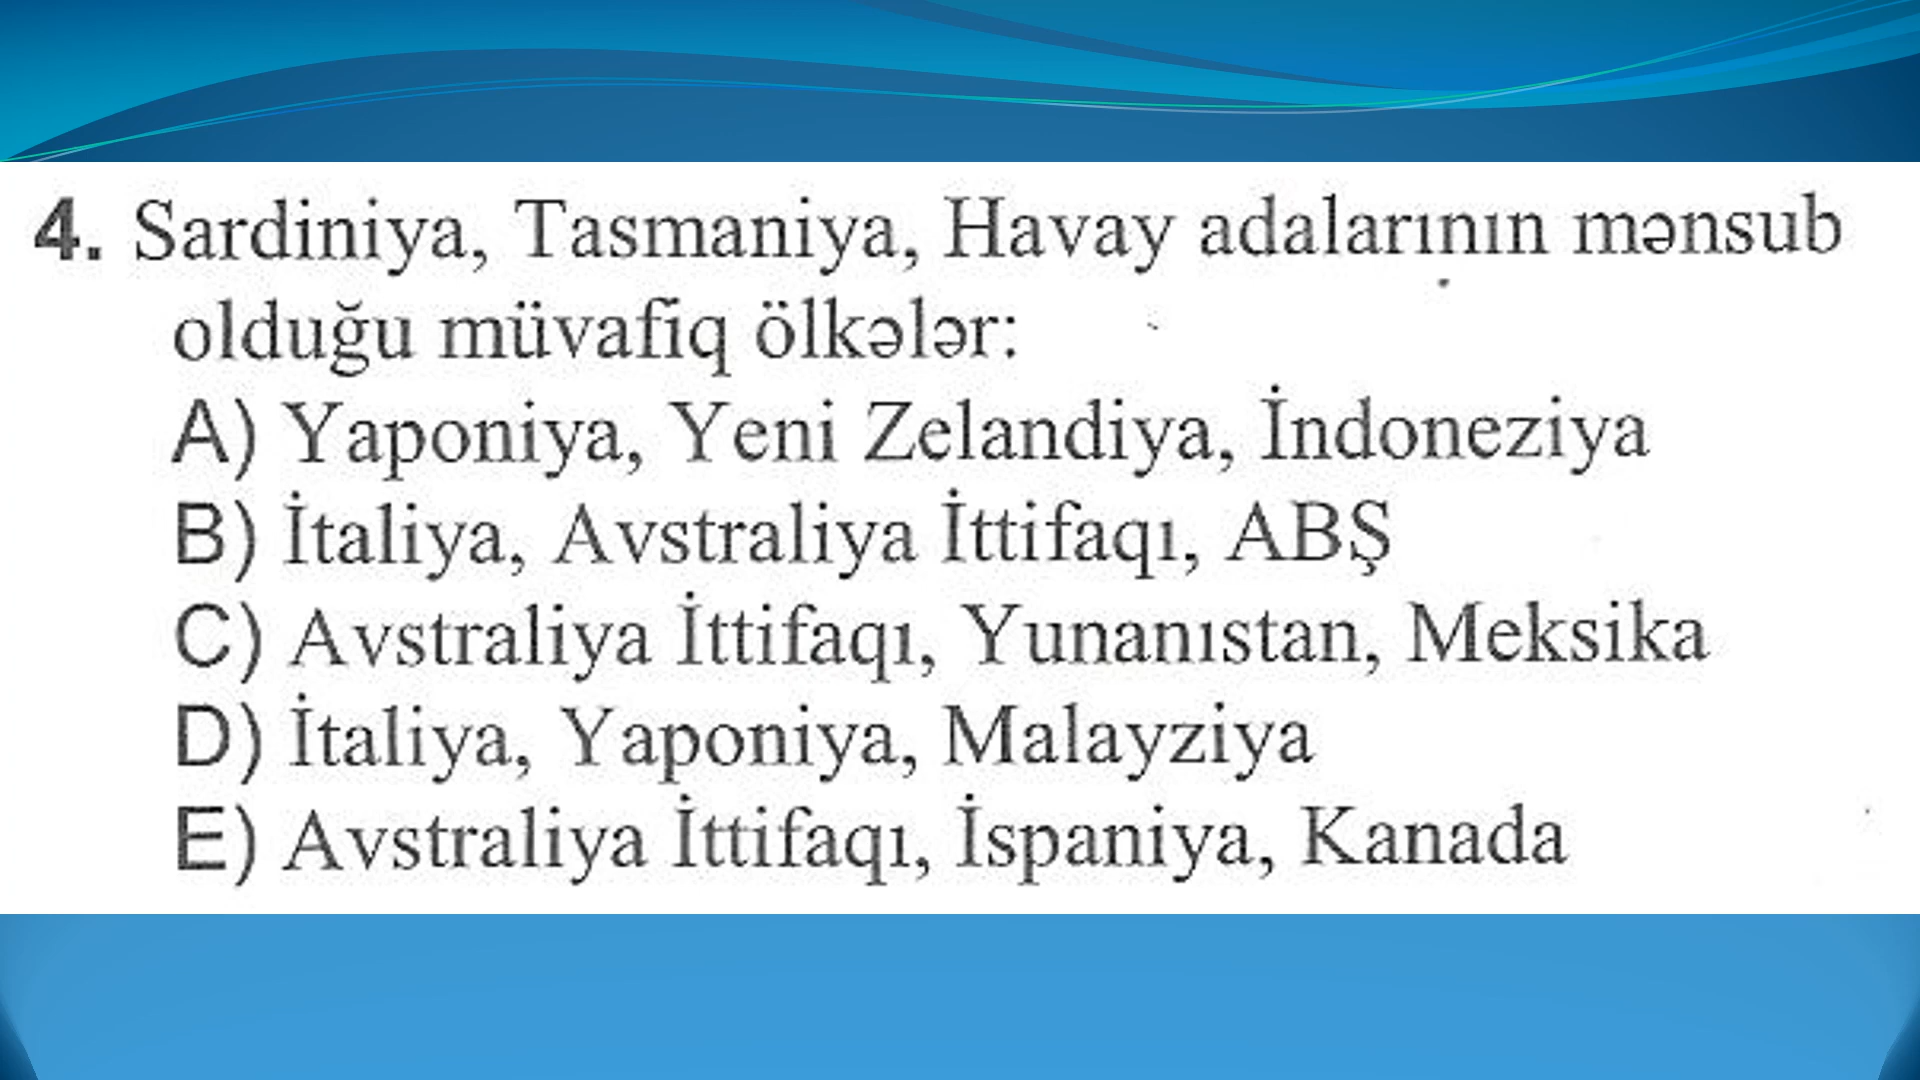 4. Sardiniya, Tasmaniya, Havay adalarının mənsub
olduğu müvafiq ölkələr:
A) Yaponiya, Yeni Zelandiya, İndoneziya
B) İtaliya, Avstraliya İttifaqı, ABŞ
C) Avstraliya İttifaqı, Yunanıstan, Meksika
D) İtaliya, Yaponiya, Malayziya
E) Avstraliya İttifaqı, İspaniya, Kanada